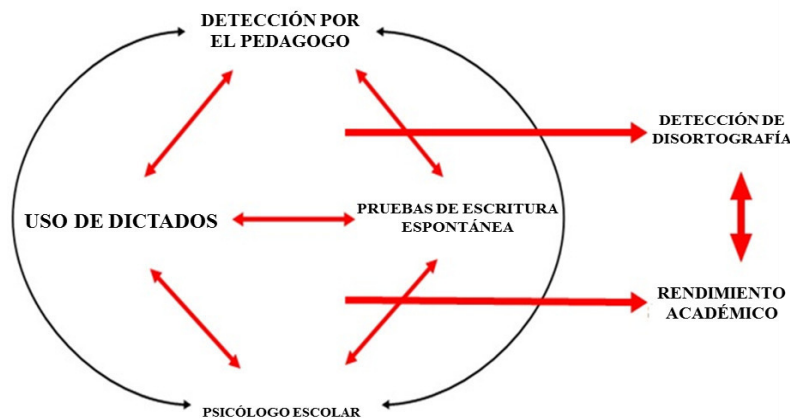 DETECCIÓN POR
EL PEDAGOGO
DETECCIÓN DE
DISORTOGRAFÍA
USO DE DICTADOS
PRUEBAS DE ESCRITURA
ESPONTÁNEA
RENDIMIENTO
ACADÉMICO
PSICÓLOGO ESCOLAR